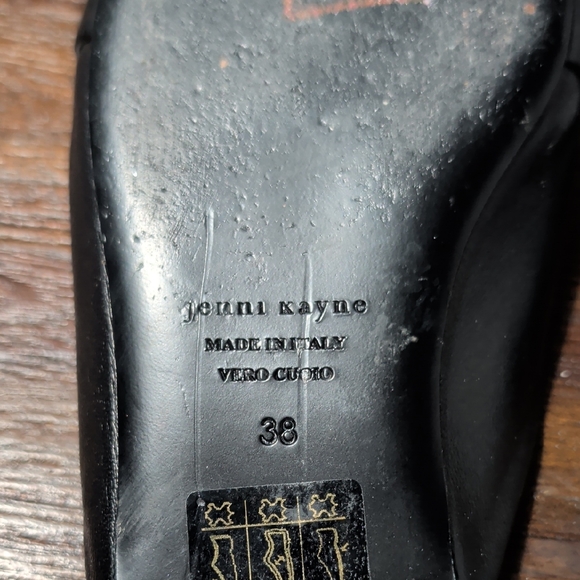 jenni kayne
MADE IN ITALY
VERO CUOIO
38